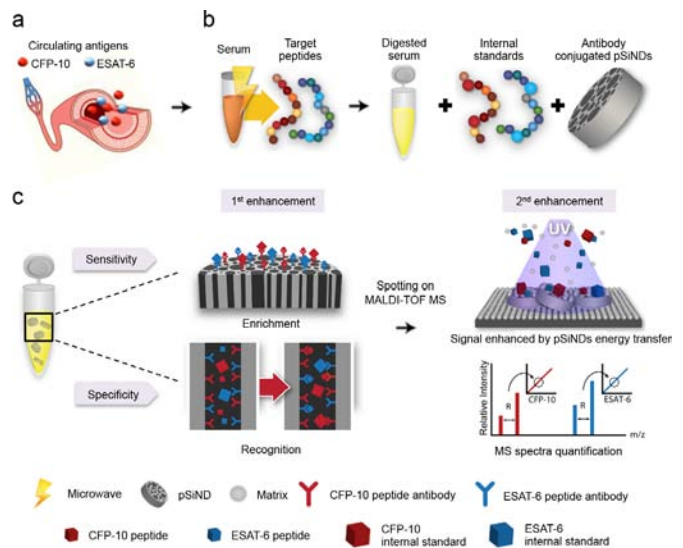 a
Circulating antigens
CFP-10 ESAT-6
b
Serum
Target
peptides
Digested
serum
Internal
standards
Antibody
conjugated pSiNDs
c
1st enhancement
2nd enhancement
Sensitivity
Enrichment
Specificity
Recognition
Spotting on
MALDI-TOF MS
UV
Signal enhanced by pSiNDs energy transfer
Relative Intensity
R
CFP-10
R
ESAT-6
m/z
MS spectra quantification
Microwave pSiND Matrix CFP-10 peptide antibody ESAT-6 peptide antibody
CFP-10 peptide ESAT-6 peptide CFP-10 internal standard ESAT-6 internal standard